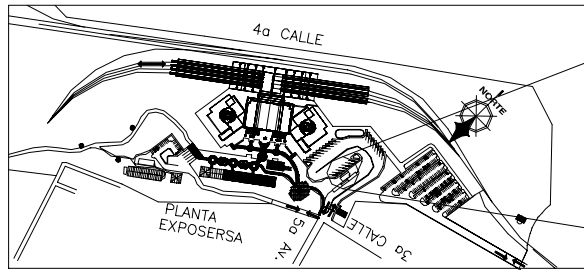 4a CALLE
NORTE
PLANTA
EXPOSERSA
5a AV.
3a CALLE